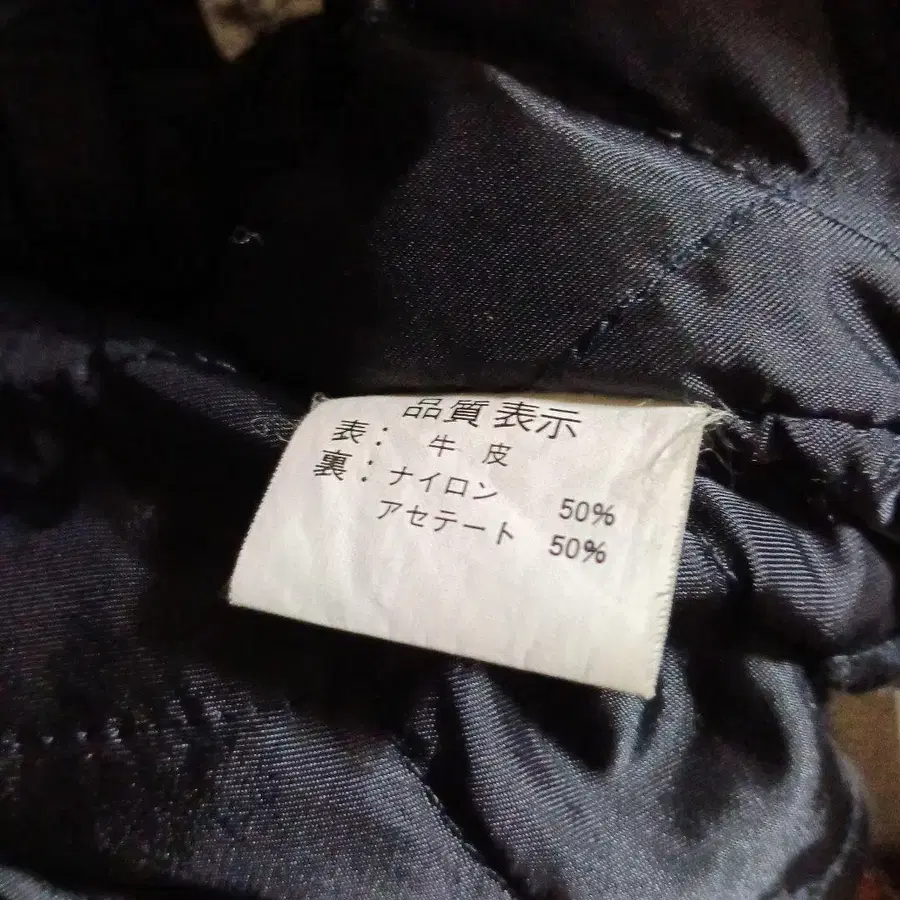 品質表示
表： 牛 皮
裏：ナイロン 50%
アセテート 50%